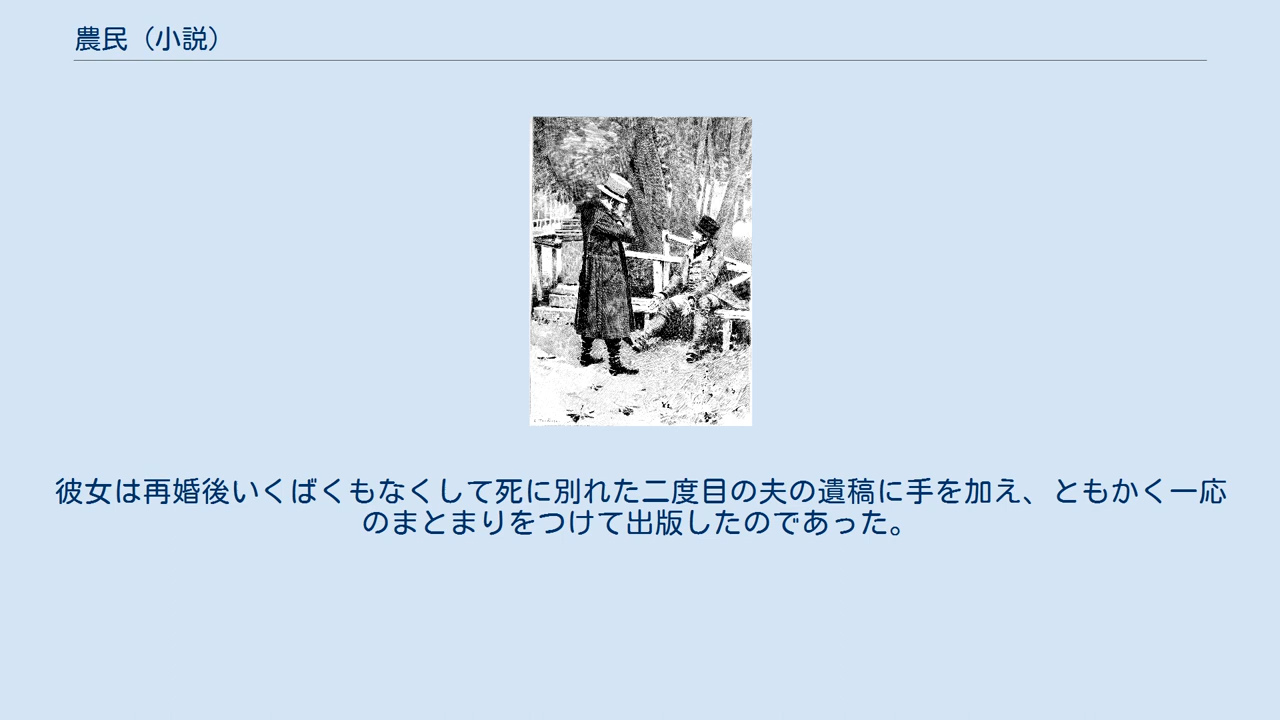 農民（小説）
彼女は再婚後いくばくもなくして死に別れた二度目の夫の遺稿に手を加え、ともかく一応
のまとまりをつけて出版したのであった。